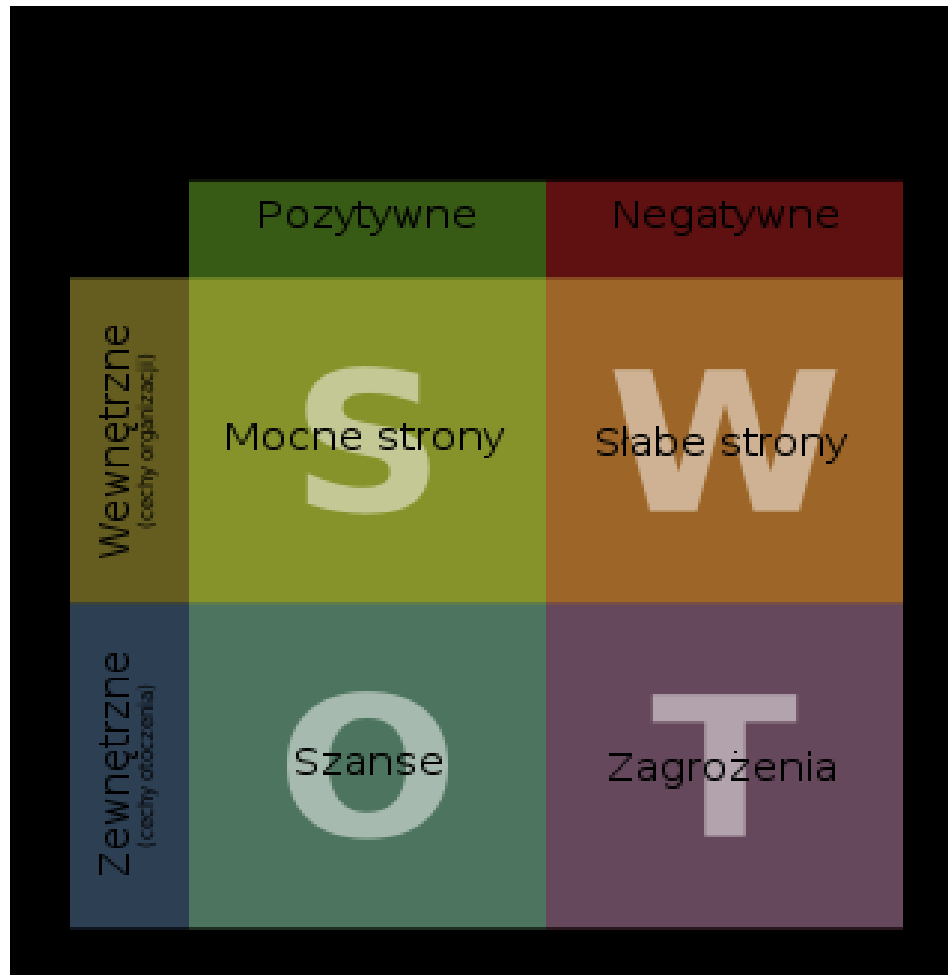 Pozytywne Negatywne
Wewnętrzne
(cechy organizacji)
S
Mocne strony
W
Słabe strony
Zewnętrzne
(cechy otoczenia)
O
Szanse
T
Zagrożenia